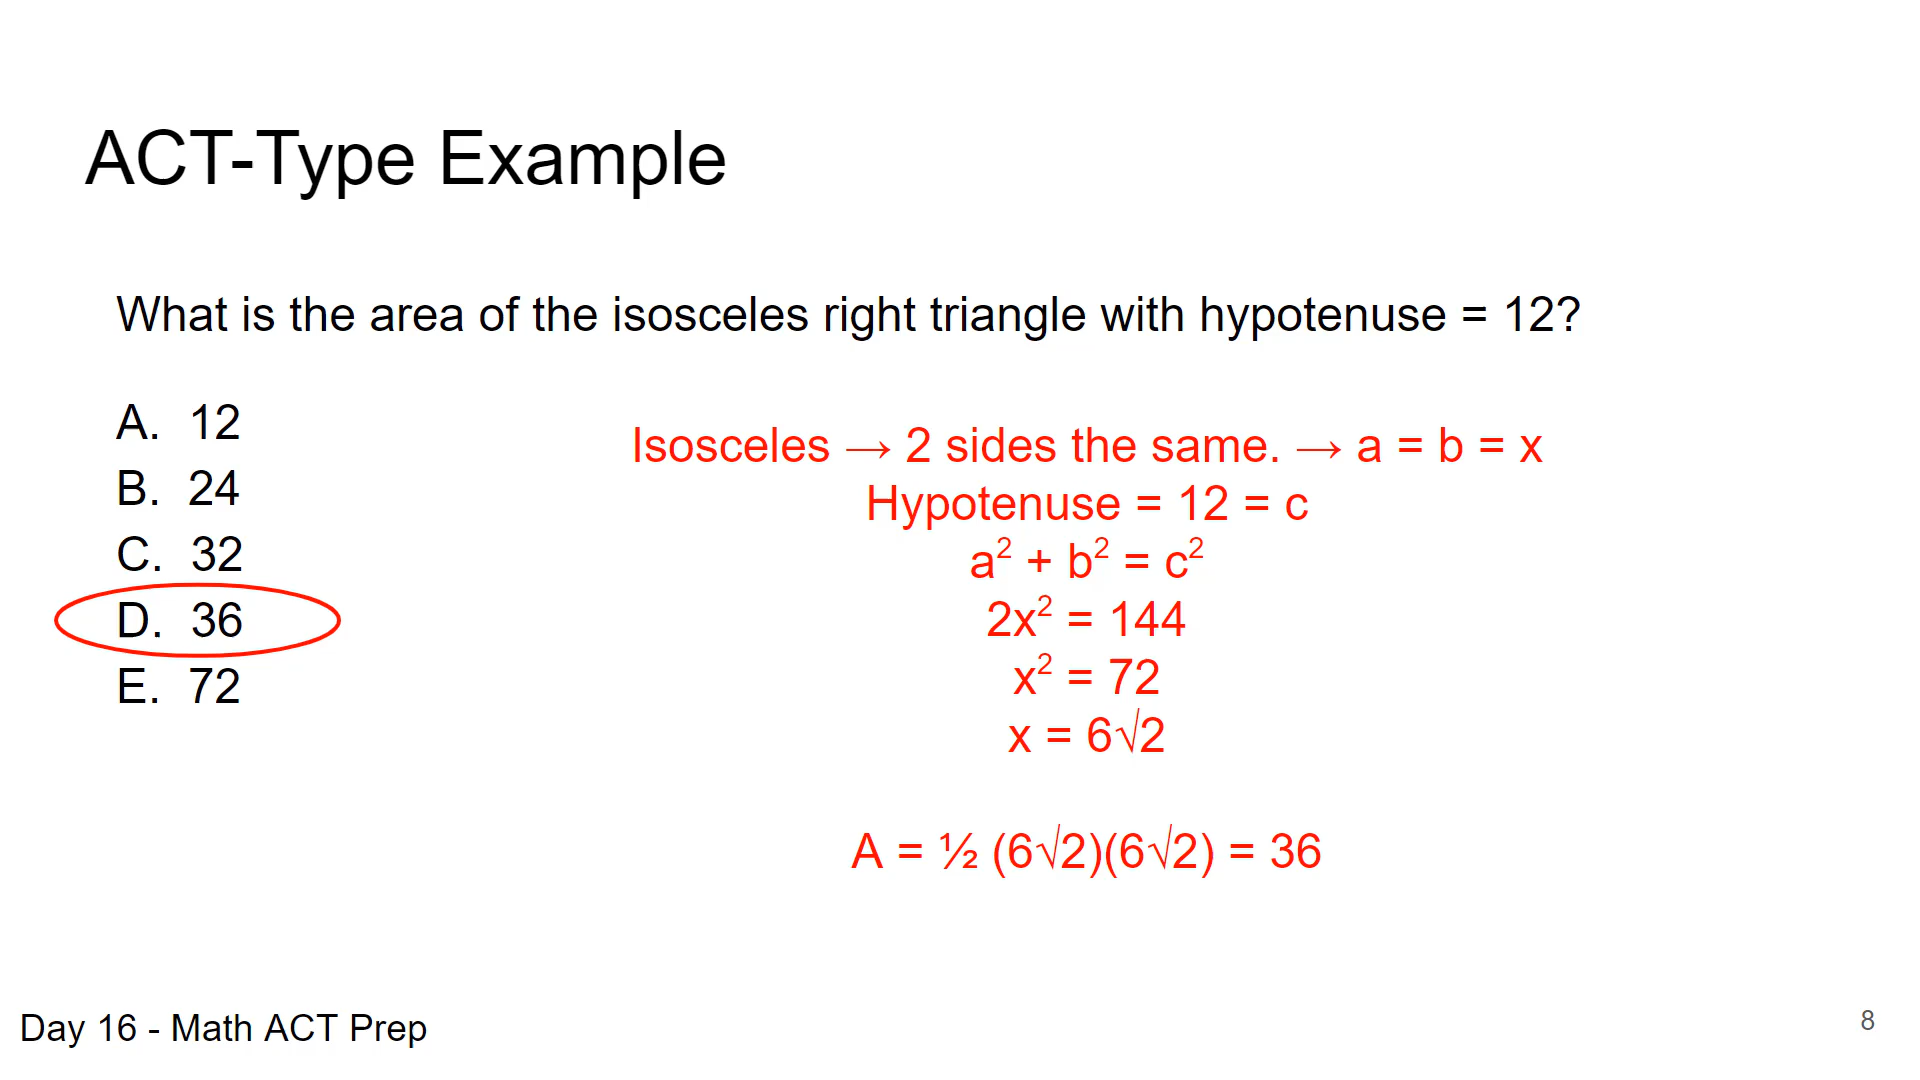 ACT-Type Example
What is the area of the isosceles right triangle with hypotenuse = 12?
A. 12
B. 24
C. 32
D. 36
E. 72
Isosceles → 2 sides the same. → a = b = x
Hypotenuse = 12 = c
a² + b² = c²
2x² = 144
x² = 72
x = 6√2
A = ½ (6√2)(6√2) = 36
Day 16 - Math ACT Prep
8